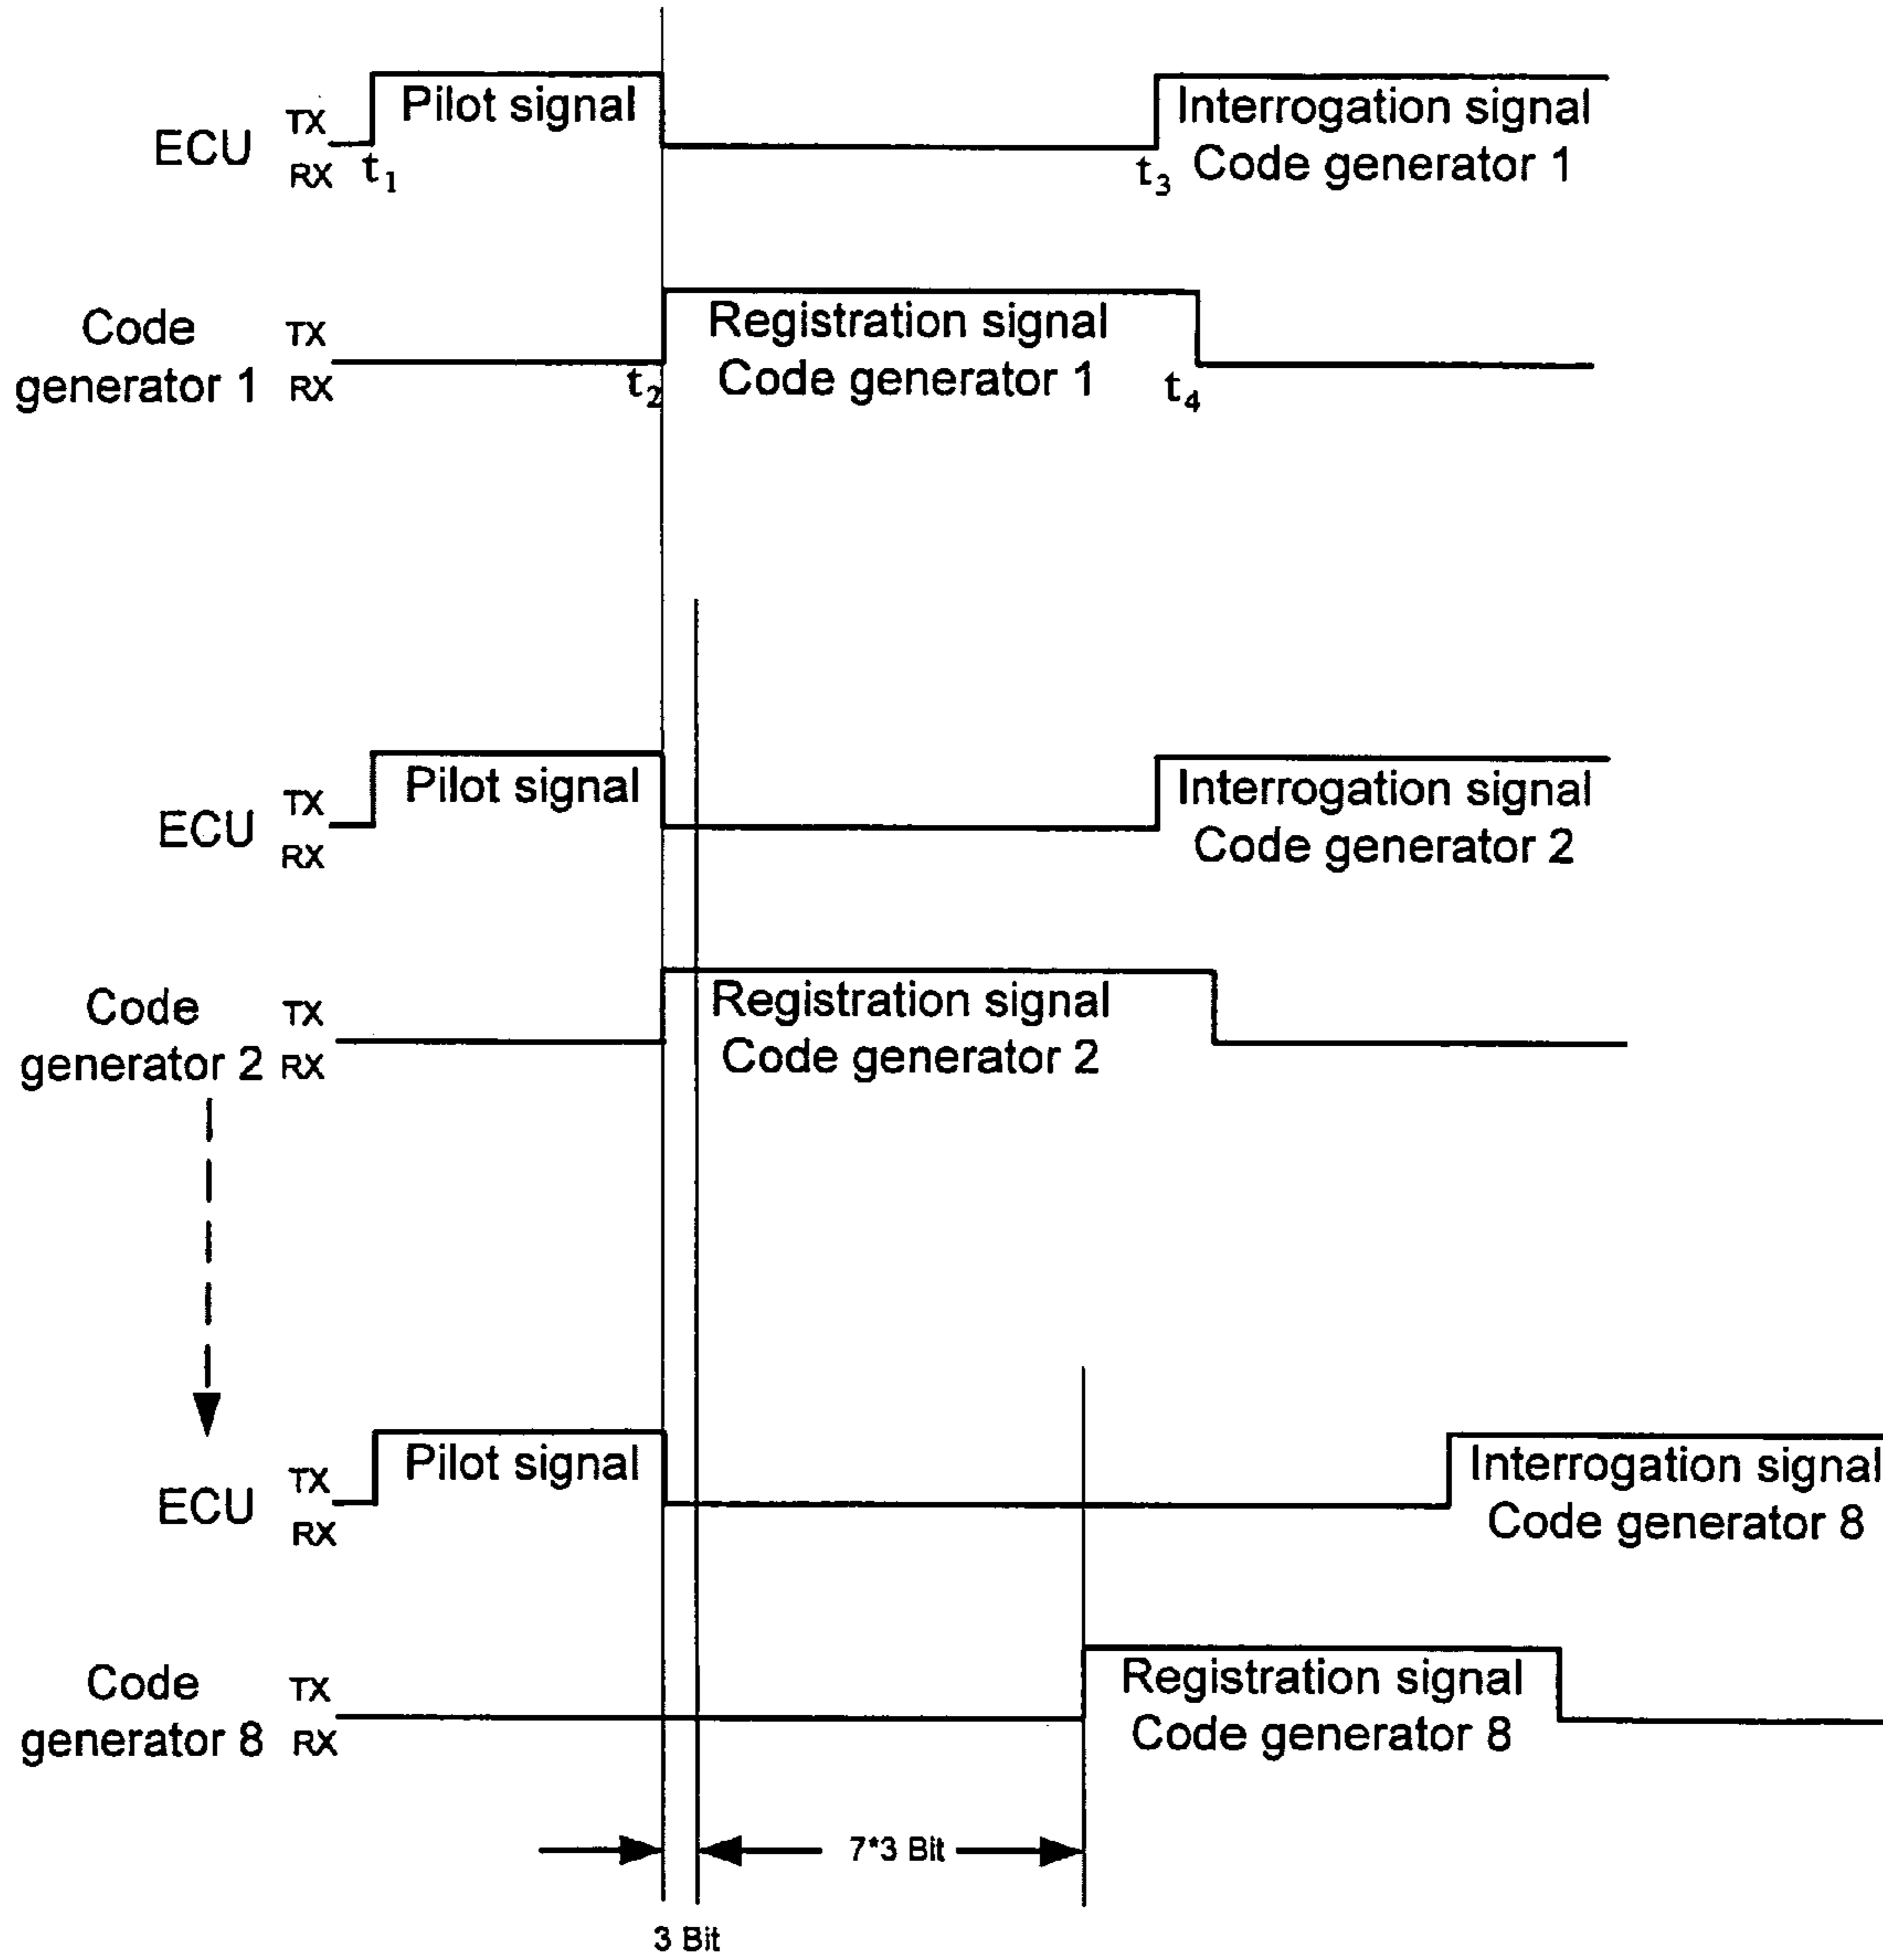 Pilot signal
Interrogation signal
Code generator 1
ECU
TX
RX
t1
t3
Code
generator 1
TX
RX
Registration signal
Code generator 1
t2
t4
Pilot signal
Interrogation signal
Code generator 2
ECU
TX
RX
Code
generator 2
TX
RX
Registration signal
Code generator 2
Pilot signal
Interrogation signal
Code generator 8
ECU
TX
RX
Code
generator 8
TX
RX
Registration signal
Code generator 8
7*3 Bit
3 Bit